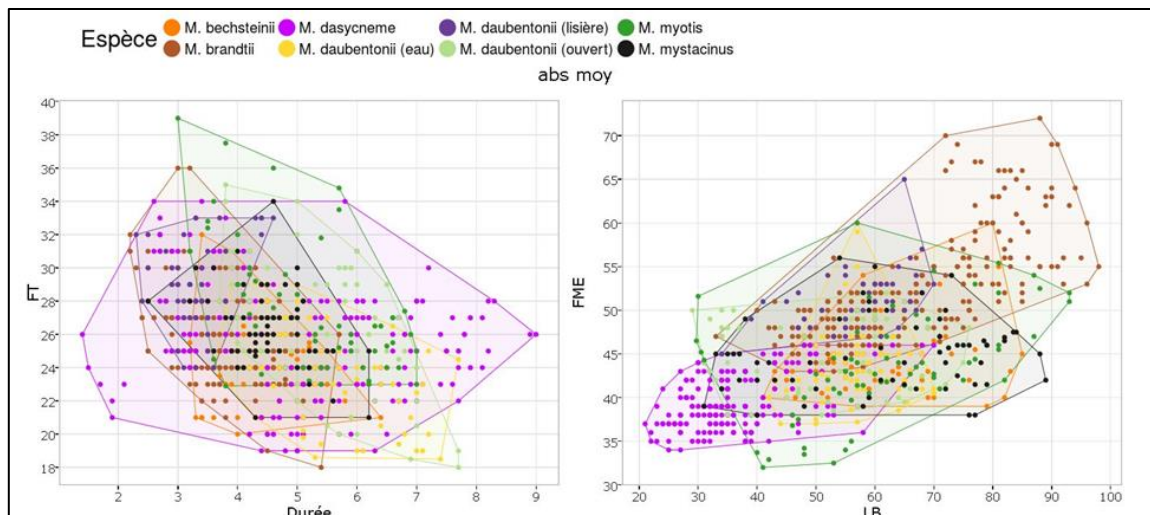 Espèce
M. bechsteinii M. dasycneme M. daubentonii (lisière) M. myotis
M. brandtii M. daubentonii (eau) M. daubentonii (ouvert) M. mystacinus
abs moy
40
38
36
34
32
30
28
26
24
22
20
18
FT
2 3 4 5 6 7 8 9
Durée
70
65
60
55
50
45
40
35
30
FME
20 30 40 50 60 70 80 90 100
LB